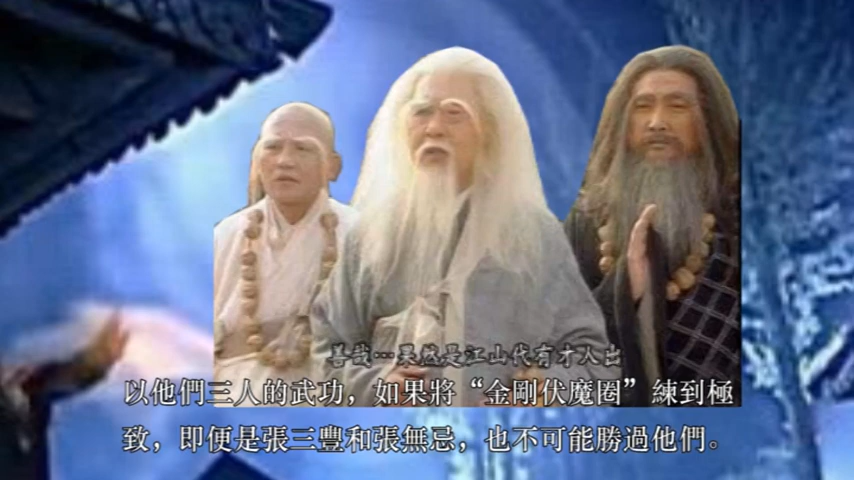 善哉…果然是江山代有才人出
以他們三人的武功，如果將“金剛伏魔圈”練到極
致，即便是張三豐和張無忌，也不可能勝過他們。